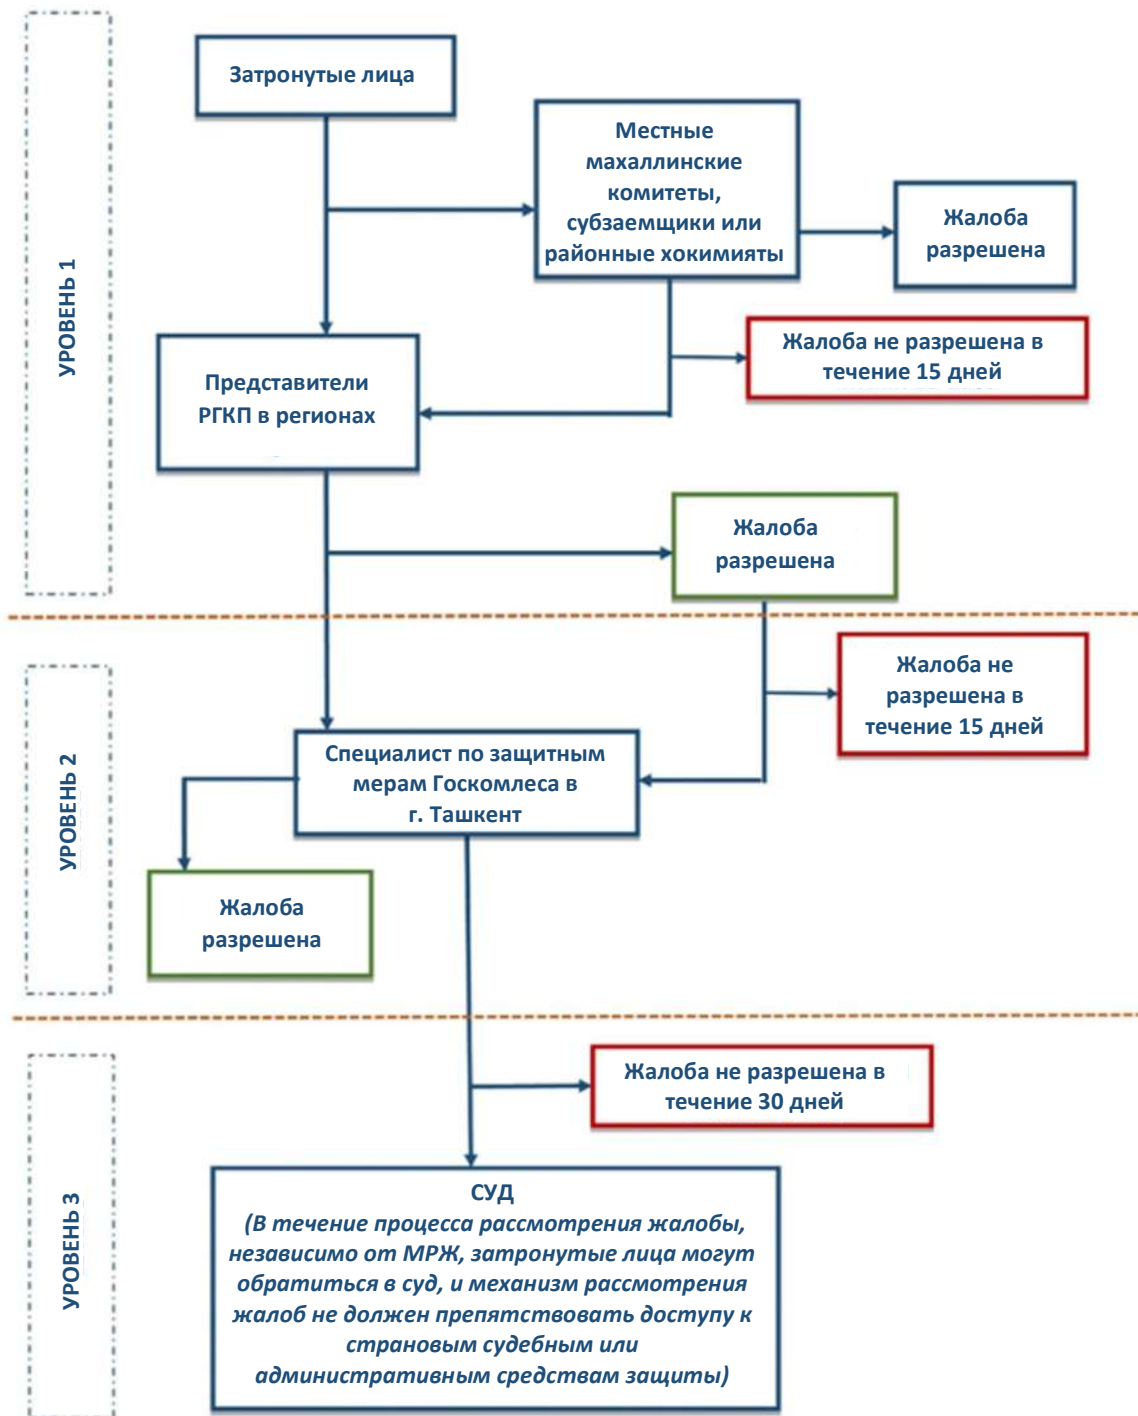 УРОВЕНЬ 1
Затронутые лица
Местные
махаллинские
комитеты,
субзаемщики или
районные хокимияты
Жалоба
разрешена
Жалоба не разрешена в
течение 15 дней
Представители
РГКП в регионах
Жалоба
разрешена
УРОВЕНЬ 2
Жалоба не
разрешена в
течение 15 дней
Специалист по защитным
мерам Госкомлеса в
г. Ташкент
Жалоба
разрешена
УРОВЕНЬ 3
Жалоба не разрешена в
течение 30 дней
СУД
(В течение процесса рассмотрения жалобы,
независимо от МРЖ, затронутые лица могут
обратиться в суд, и механизм рассмотрения
жалоб не должен препятствовать доступу к
страновым судебным или
административным средствам защиты)